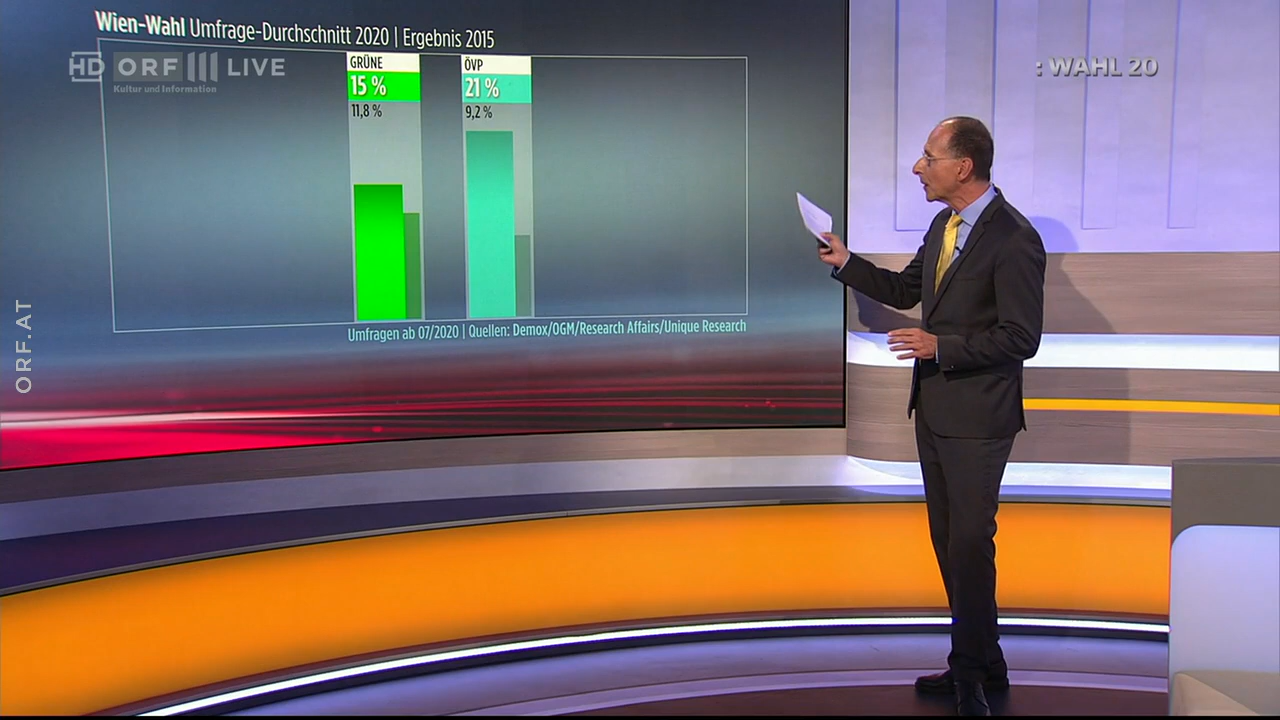 Wien-Wahl Umfrage-Durchschnitt 2020 | Ergebnis 2015
HD ORF III LIVE
Kultur und Information
: WAHL 20
GRÜNE
15 %
11,8 %
ÖVP
21 %
9,2 %
Umfragen ab 07/2020 | Quellen: Demox/OGM/Research Affairs/Unique Research
ORF.AT